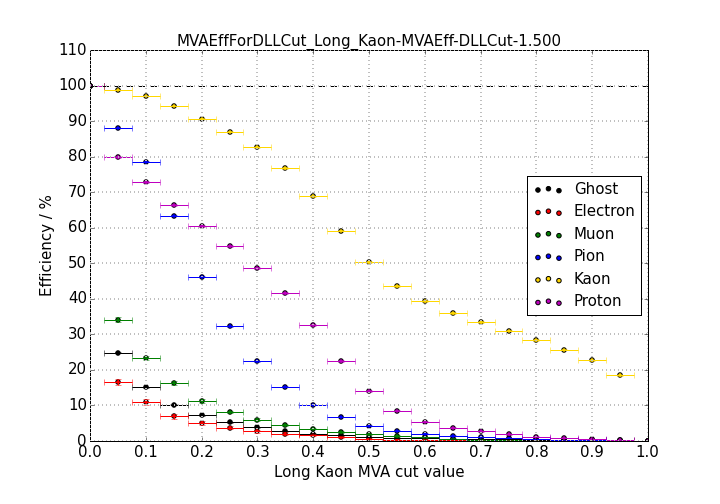 MVAEffForDLLCut_Long_Kaon-MVAEff-DLLCut-1.500
110
100
90
80
70
60
50
40
30
20
10
0
Efficiency / %
Ghost
Electron
Muon
Pion
Kaon
Proton
0.0 0.1 0.2 0.3 0.4 0.5 0.6 0.7 0.8 0.9 1.0
Long Kaon MVA cut value